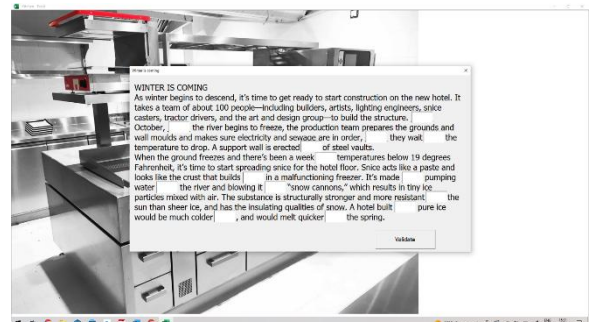 Winter is coming
WINTER IS COMING
As winter begins to descend, it's time to get ready to start construction on the new hotel. It
takes a team of about 100 people—including builders, artists, lighting engineers, snice
casters, tractor drivers, and the art and design group—to build the structure.
October, the river begins to freeze, the production team prepares the grounds and
wall moulds and makes sure electricity and sewage are in order, they wait the
temperature to drop. A support wall is erected of steel vaults.
When the ground freezes and there's been a week temperatures below 19 degrees
Fahrenheit, it's time to start spreading snice for the hotel floor. Snice acts like a paste and
looks like the crust that builds in a malfunctioning freezer. It's made pumping
water the river and blowing it "snow cannons," which results in tiny ice
particles mixed with air. The substance is structurally stronger and more resistant the
sun than sheer ice, and has the insulating qualities of snow. A hotel built pure ice
would be much colder , and would melt quicker the spring.
Validate